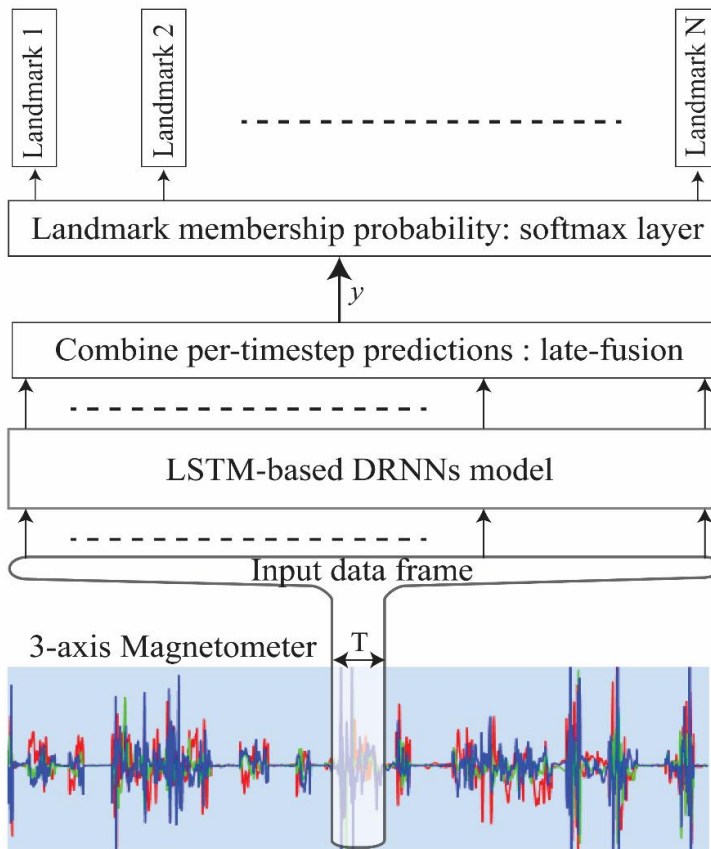 Landmark 1
Landmark 2
Landmark N
Landmark membership probability: softmax layer
y
Combine per-timestep predictions : late-fusion
LSTM-based DRNNs model
Input data frame
3-axis Magnetometer
T